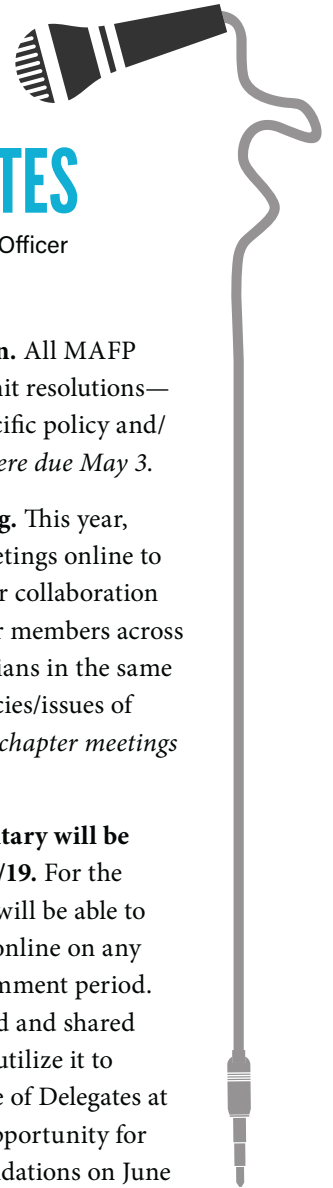 TES
Officer
n. All MAFP
nit resolutions—
cific policy and/
ere due May 3.
g. This year,
etings online to
r collaboration
r members across
ians in the same
cies/issues of
chapter meetings
tary will be
/19. For the
will be able to
online on any
mment period.
d and shared
utilize it to
e of Delegates at
pportunity for
dations on June